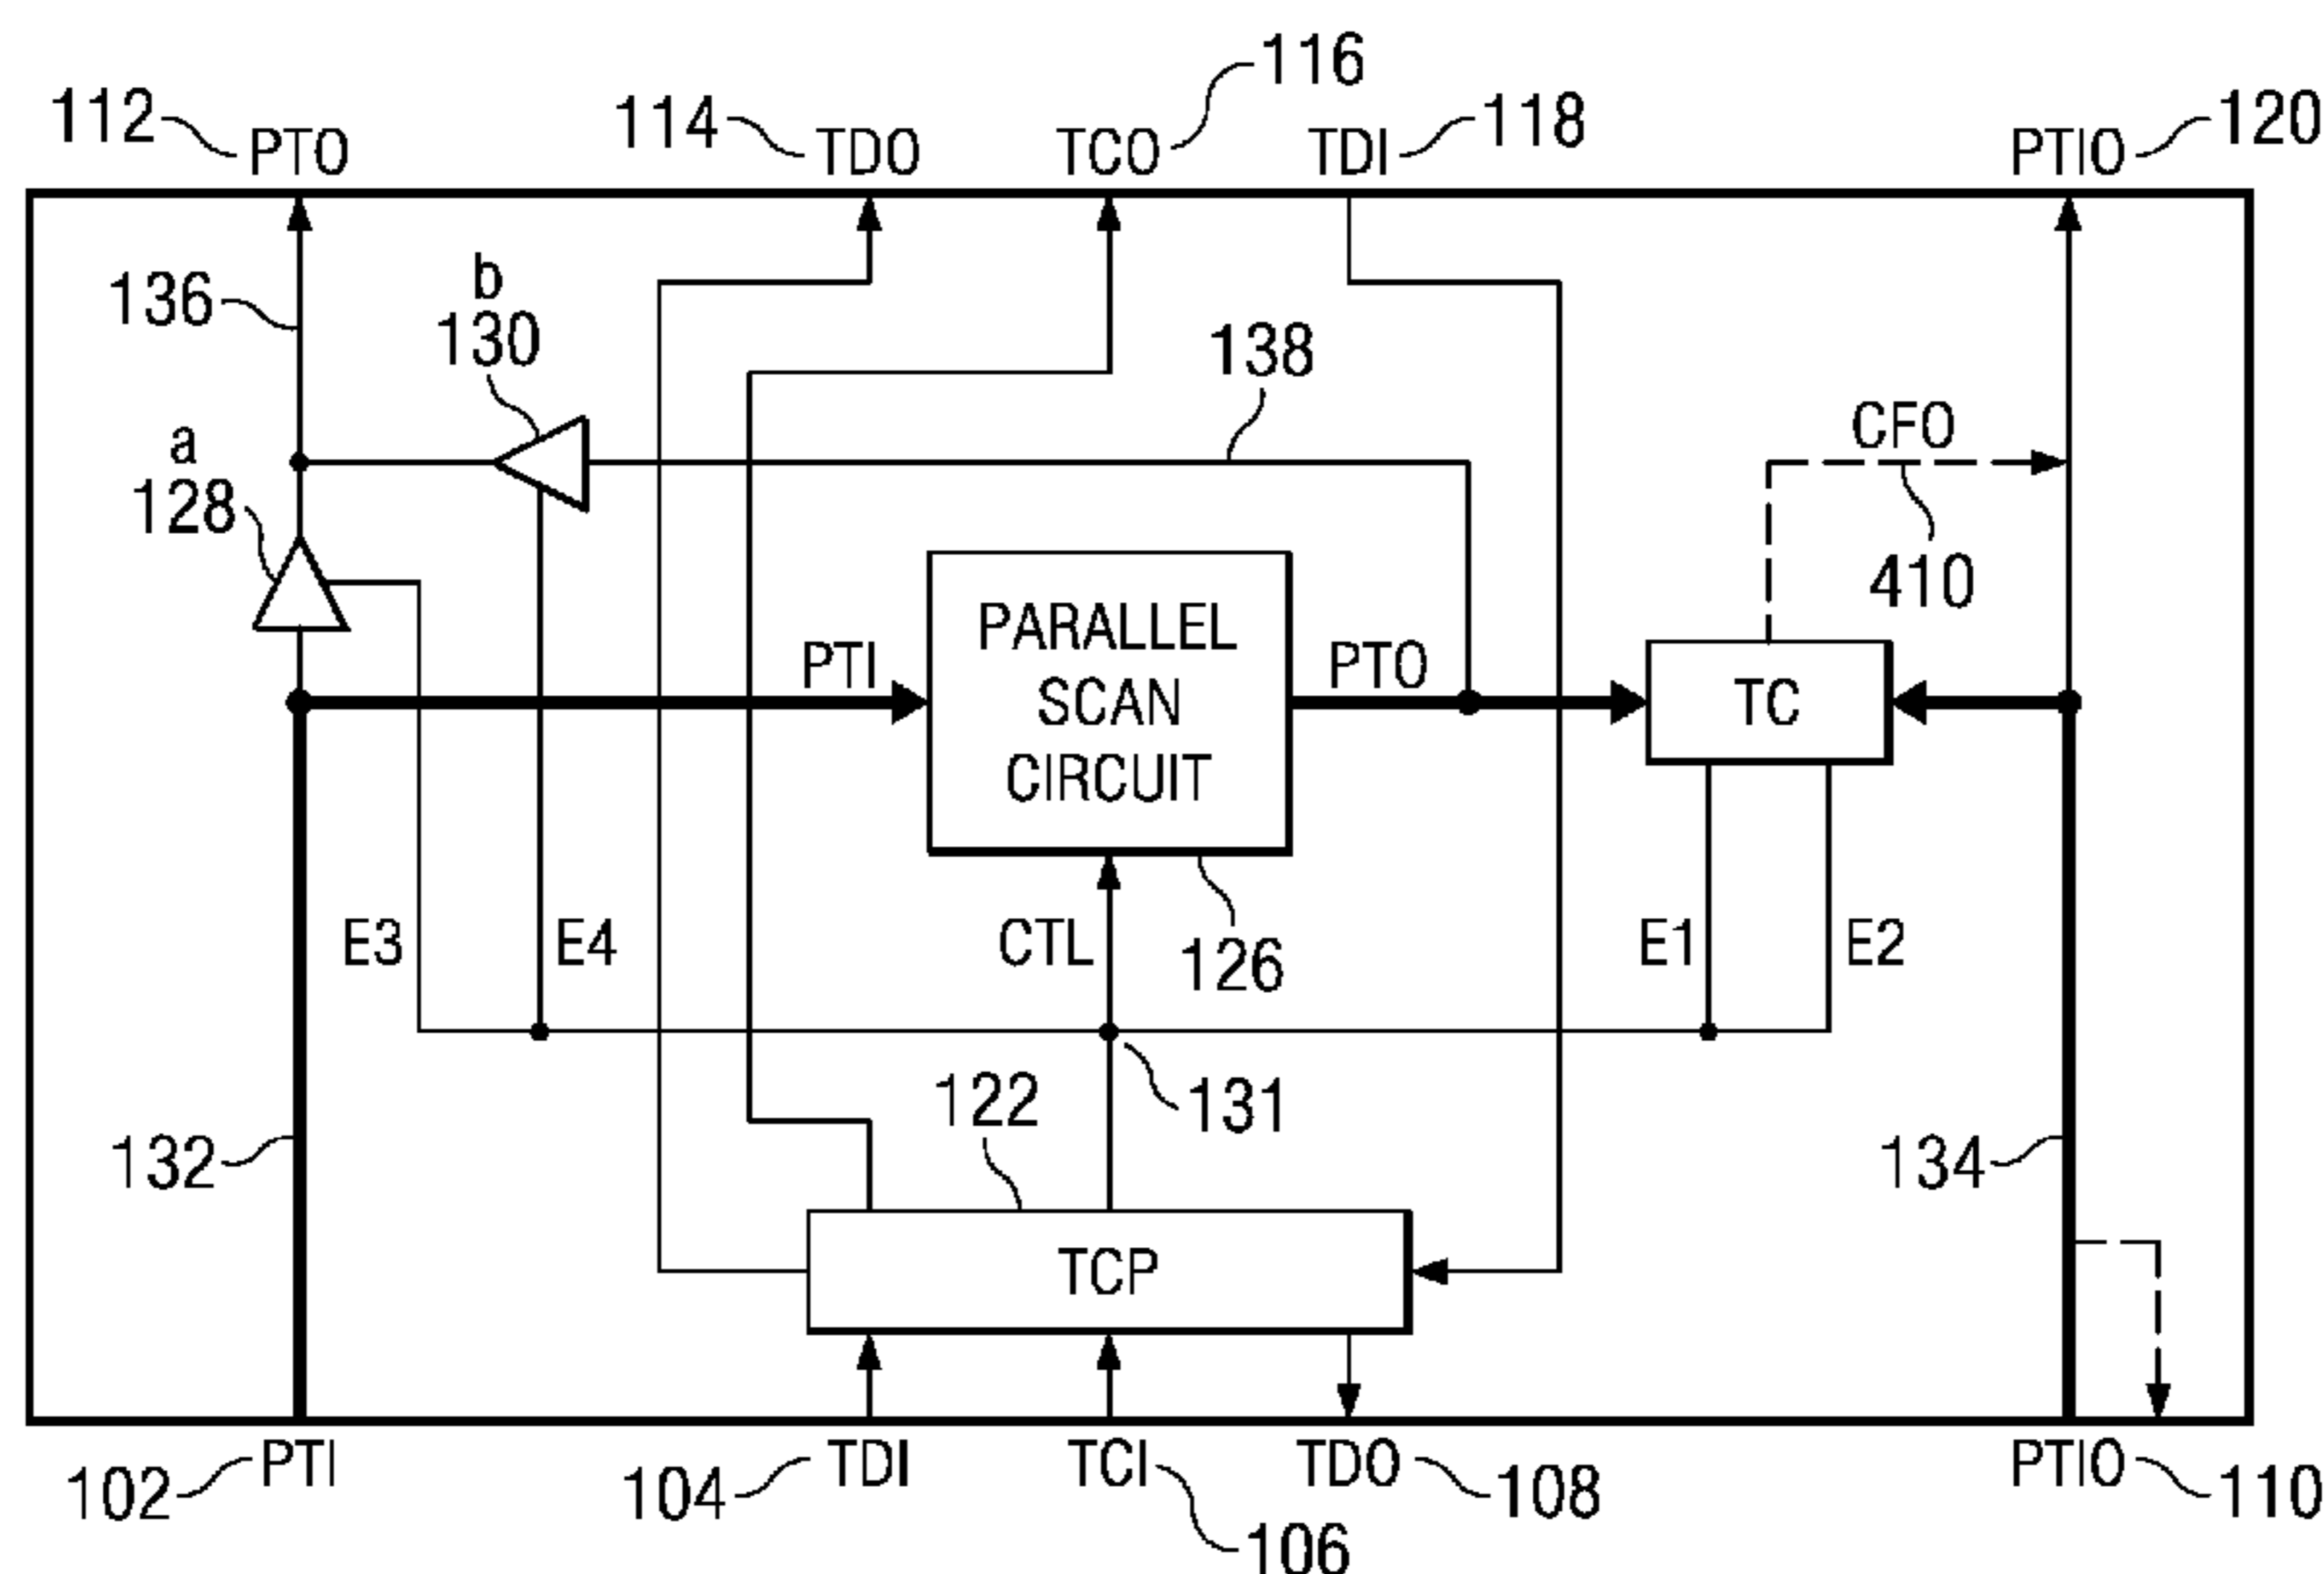 116
112
PTO
114
TDO
TCO
TDI
118
PTIO
120
136
b
130
138
CFO
a
128
410
PTI
PARALLEL
SCAN
CIRCUIT
PTO
TC
E3
E4
CTL
126
E1
E2
122
131
132
134
TCP
102
PTI
104
TDI
TCI
106
TDO
108
PTIO
110